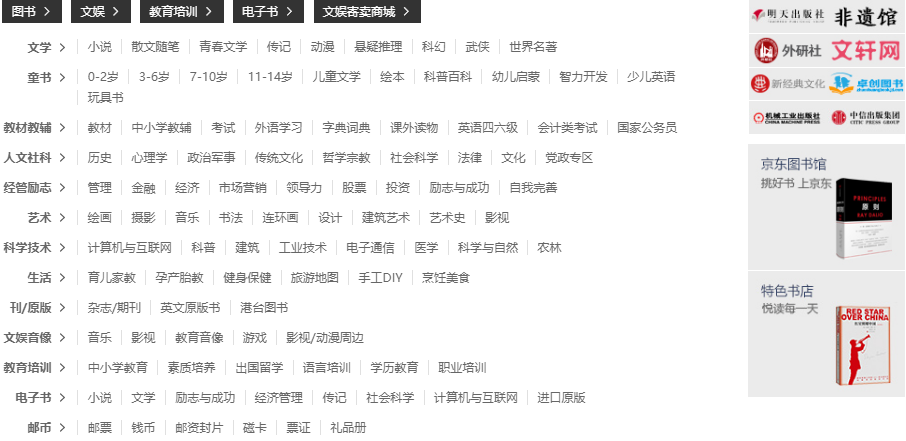 图书 文娱 教育培训 电子书 文娱寄卖商城
文学 小说 散文随笔 青春文学 传记 动漫 悬疑推理 科幻 武侠 世界名著
童书 0-2岁 3-6岁 7-10岁 11-14岁 儿童文学 绘本 科普百科 幼儿启蒙 智力开发 少儿英语
玩具书
教材教辅 教材 中小学教辅 考试 外语学习 字典词典 课外读物 英语四六级 会计类考试 国家公务员
人文社科 历史 心理学 政治军事 传统文化 哲学宗教 社会科学 法律 文化 党政专区
经管励志 管理 金融 经济 市场营销 领导力 股票 投资 励志与成功 自我完善
艺术 绘画 摄影 音乐 书法 连环画 设计 建筑艺术 艺术史 影视
科学技术 计算机与互联网 科普 建筑 工业技术 电子通信 医学 科学与自然 农林
生活 育儿家教 孕产胎教 健身保健 旅游地图 手工DIY 烹饪美食
刊/原版 杂志/期刊 英文原版书 港台图书
文娱音像 音乐 影视 教育音像 游戏 影视/动漫周边
教育培训 中小学教育 素质培养 出国留学 语言培训 学历教育 职业培训
电子书 小说 文学 励志与成功 经济管理 传记 社会科学 计算机与互联网 进口原版
邮币 邮票 钱币 邮资封片 磁卡 票证 礼品册
明天出版社 非遗馆
外研社 文轩网
新经典文化 卓创图书
机械工业出版社 中信出版集团
CHINA MACHINE PRESS CITIC PRESS GROUP
京东图书馆
挑好书 上京东
PRINCIPLES
原则
RAY DALIO
特色书店
悦读每一天
RED STAR
OVER CHINA